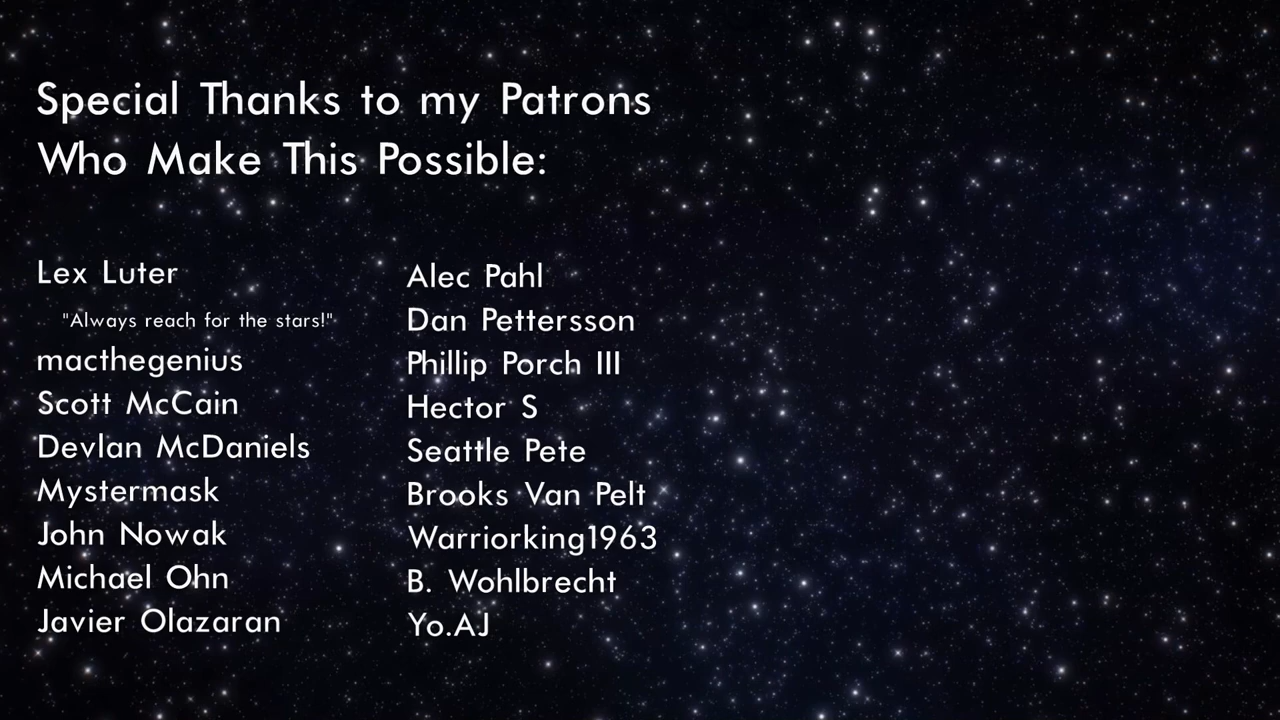 Special Thanks to my Patrons
Who Make This Possible:
Lex Luter
"Always reach for the stars!"
macthegenius
Scott McCain
Devlan McDaniels
Mystermask
John Nowak
Michael Ohn
Javier Olazaran
Alec Pahl
Dan Pettersson
Phillip Porch III
Hector S
Seattle Pete
Brooks Van Pelt
Warriorking1963
B. Wohlbrecht
Yo.AJ